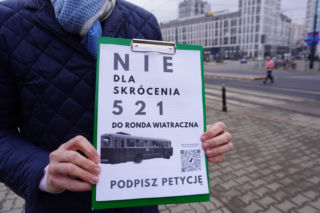 NIE
DLA
SKRÓCENIA
521
DO RONDA WIATRACZNA
PODPISZ PETYCJĘ